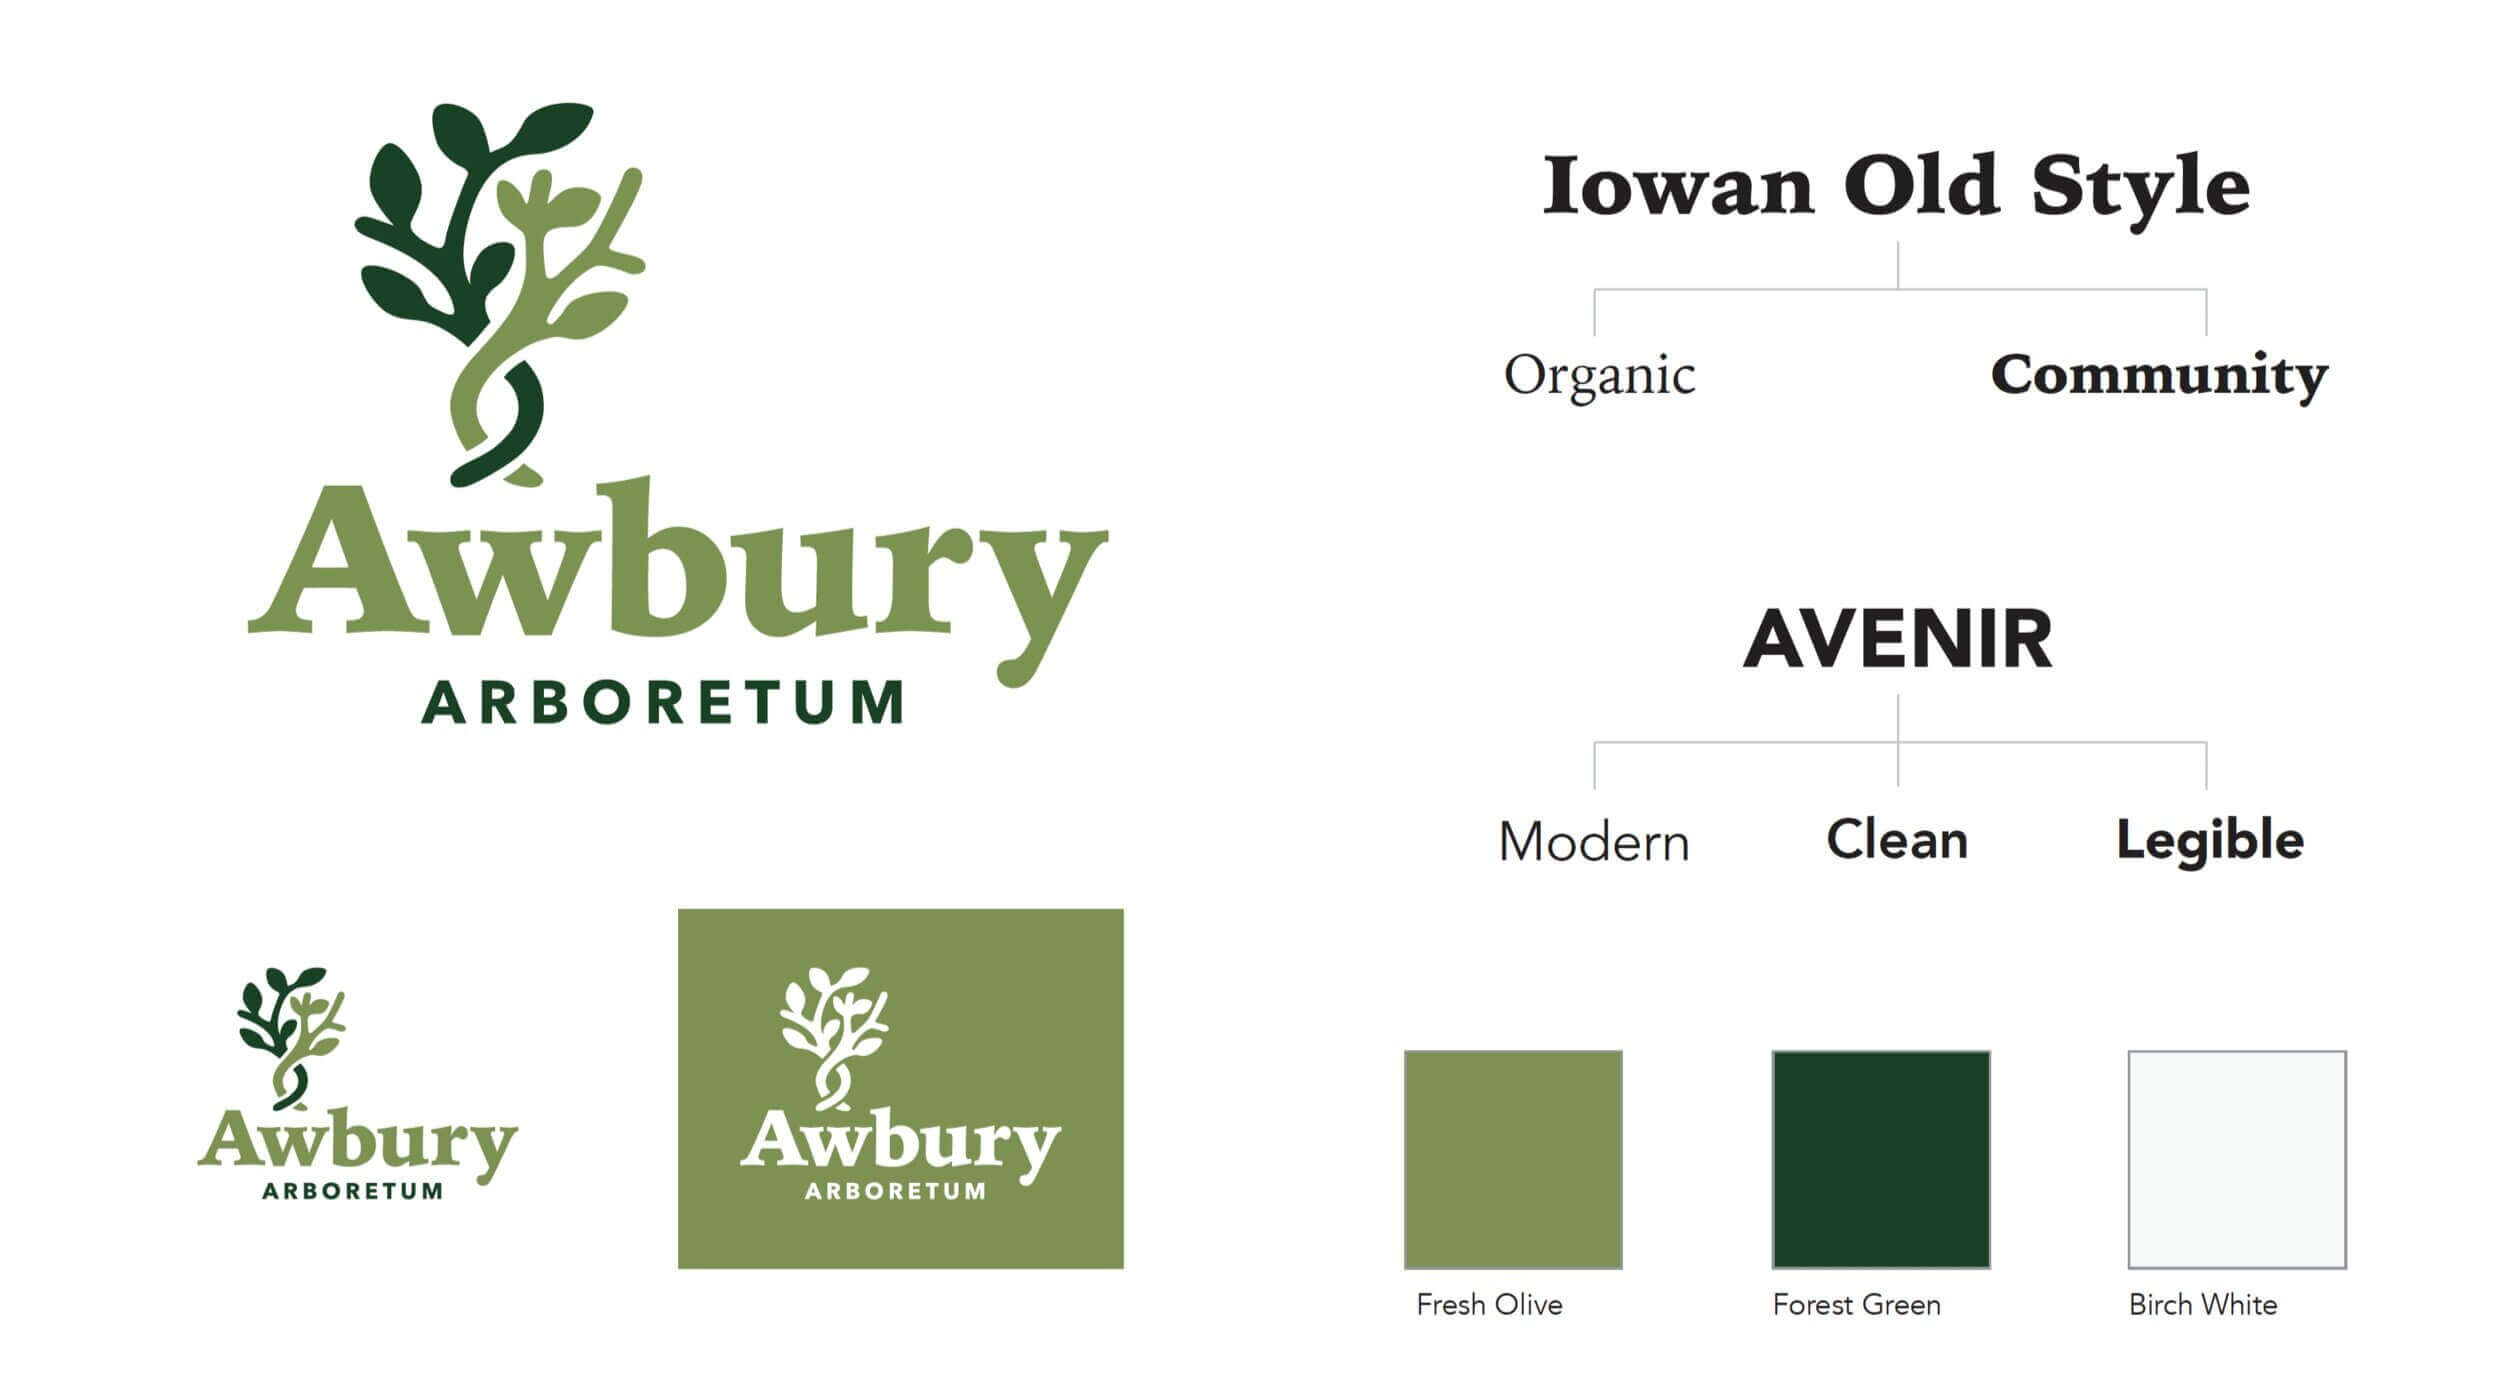 Awbury
ARBORETUM
Awbury
ARBORETUM
Awbury
ARBORETUM
Iowan Old Style
Organic
Community
AVENIR
Modern
Clean
Legible
Fresh Olive
Forest Green
Birch White